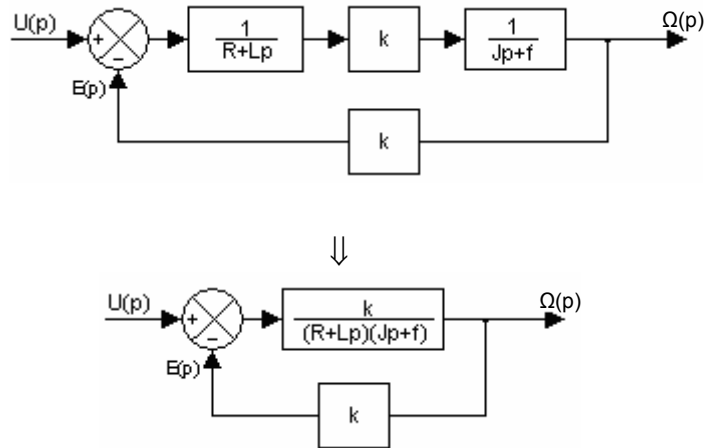 U(p)
Ω(p)
+
−
1
R+Lp
k
1
Jp+f
E(p)
k
⇓
U(p)
Ω(p)
+
−
k
(R+Lp)(Jp+f)
E(p)
k